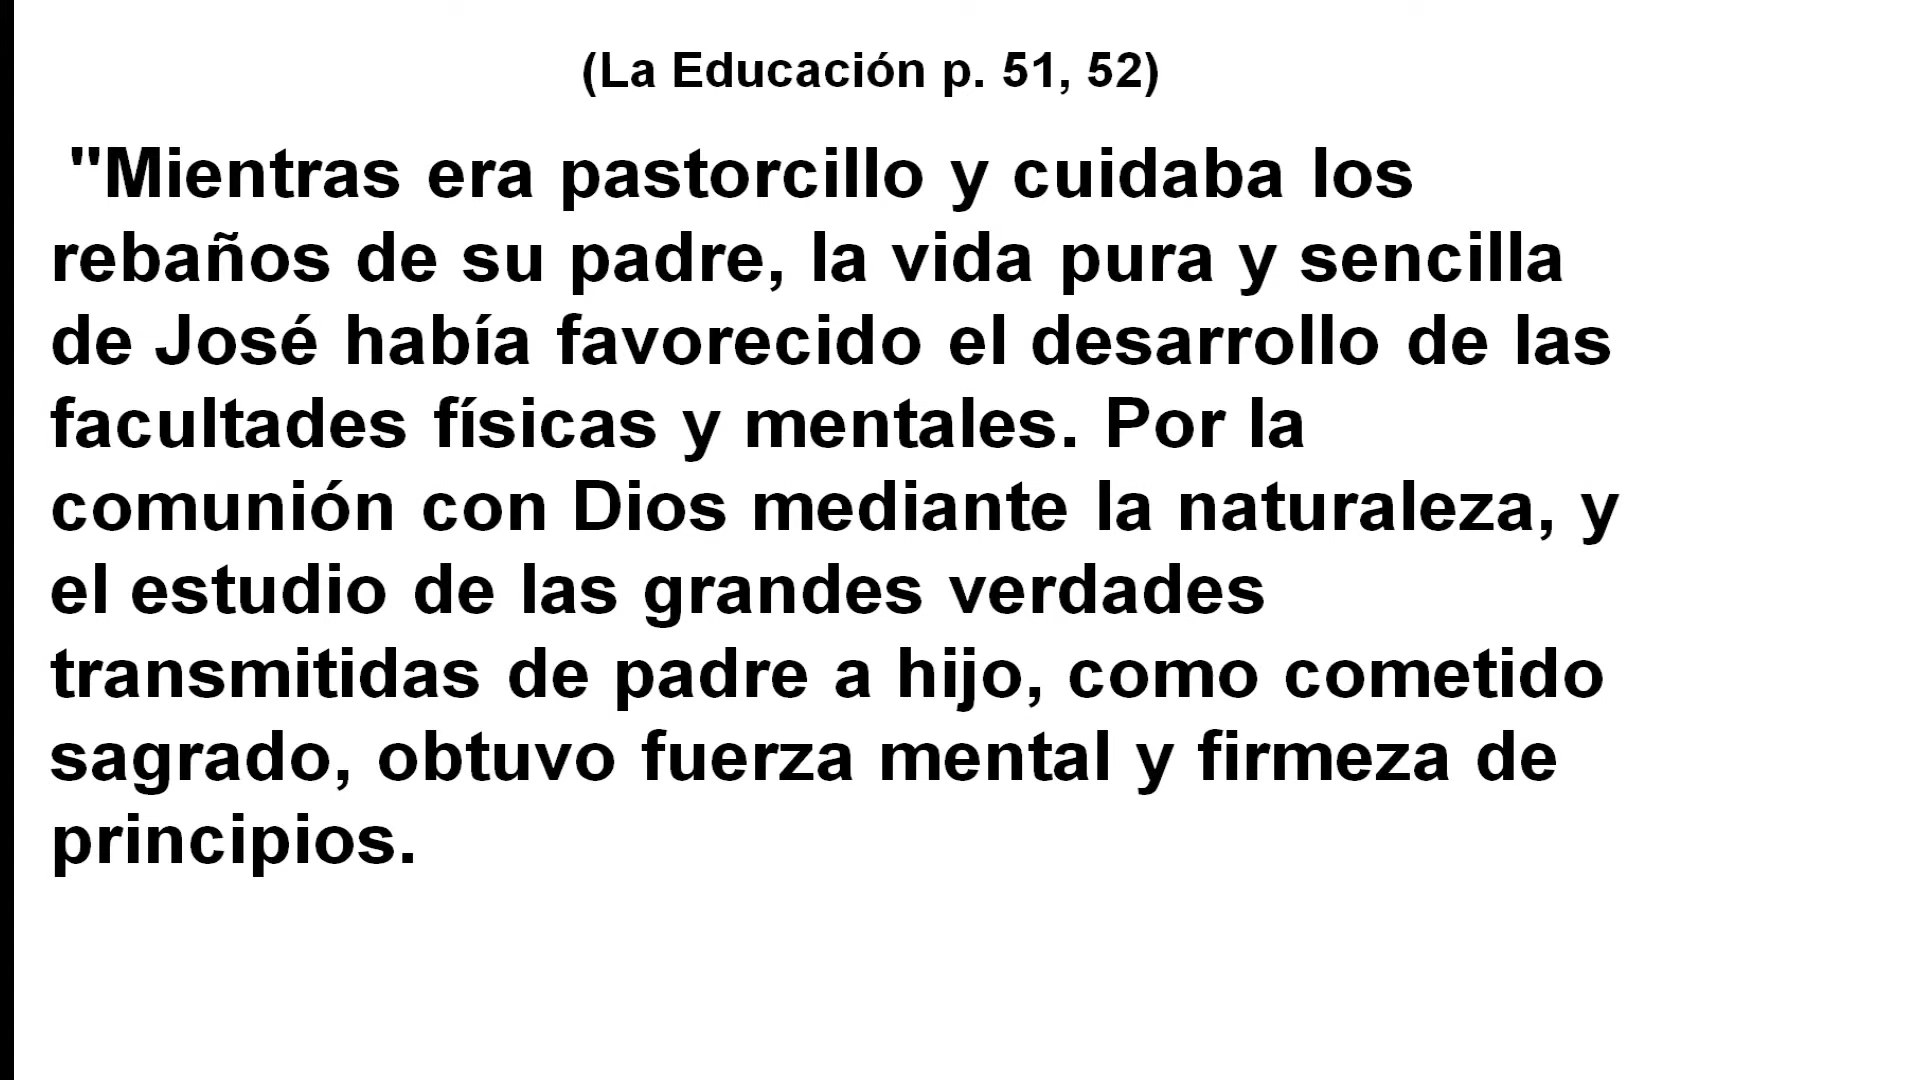 (La Educación p. 51, 52)
"Mientras era pastorcillo y cuidaba los
rebaños de su padre, la vida pura y sencilla
de José había favorecido el desarrollo de las
facultades físicas y mentales. Por la
comunión con Dios mediante la naturaleza, y
el estudio de las grandes verdades
transmitidas de padre a hijo, como cometido
sagrado, obtuvo fuerza mental y firmeza de
principios.